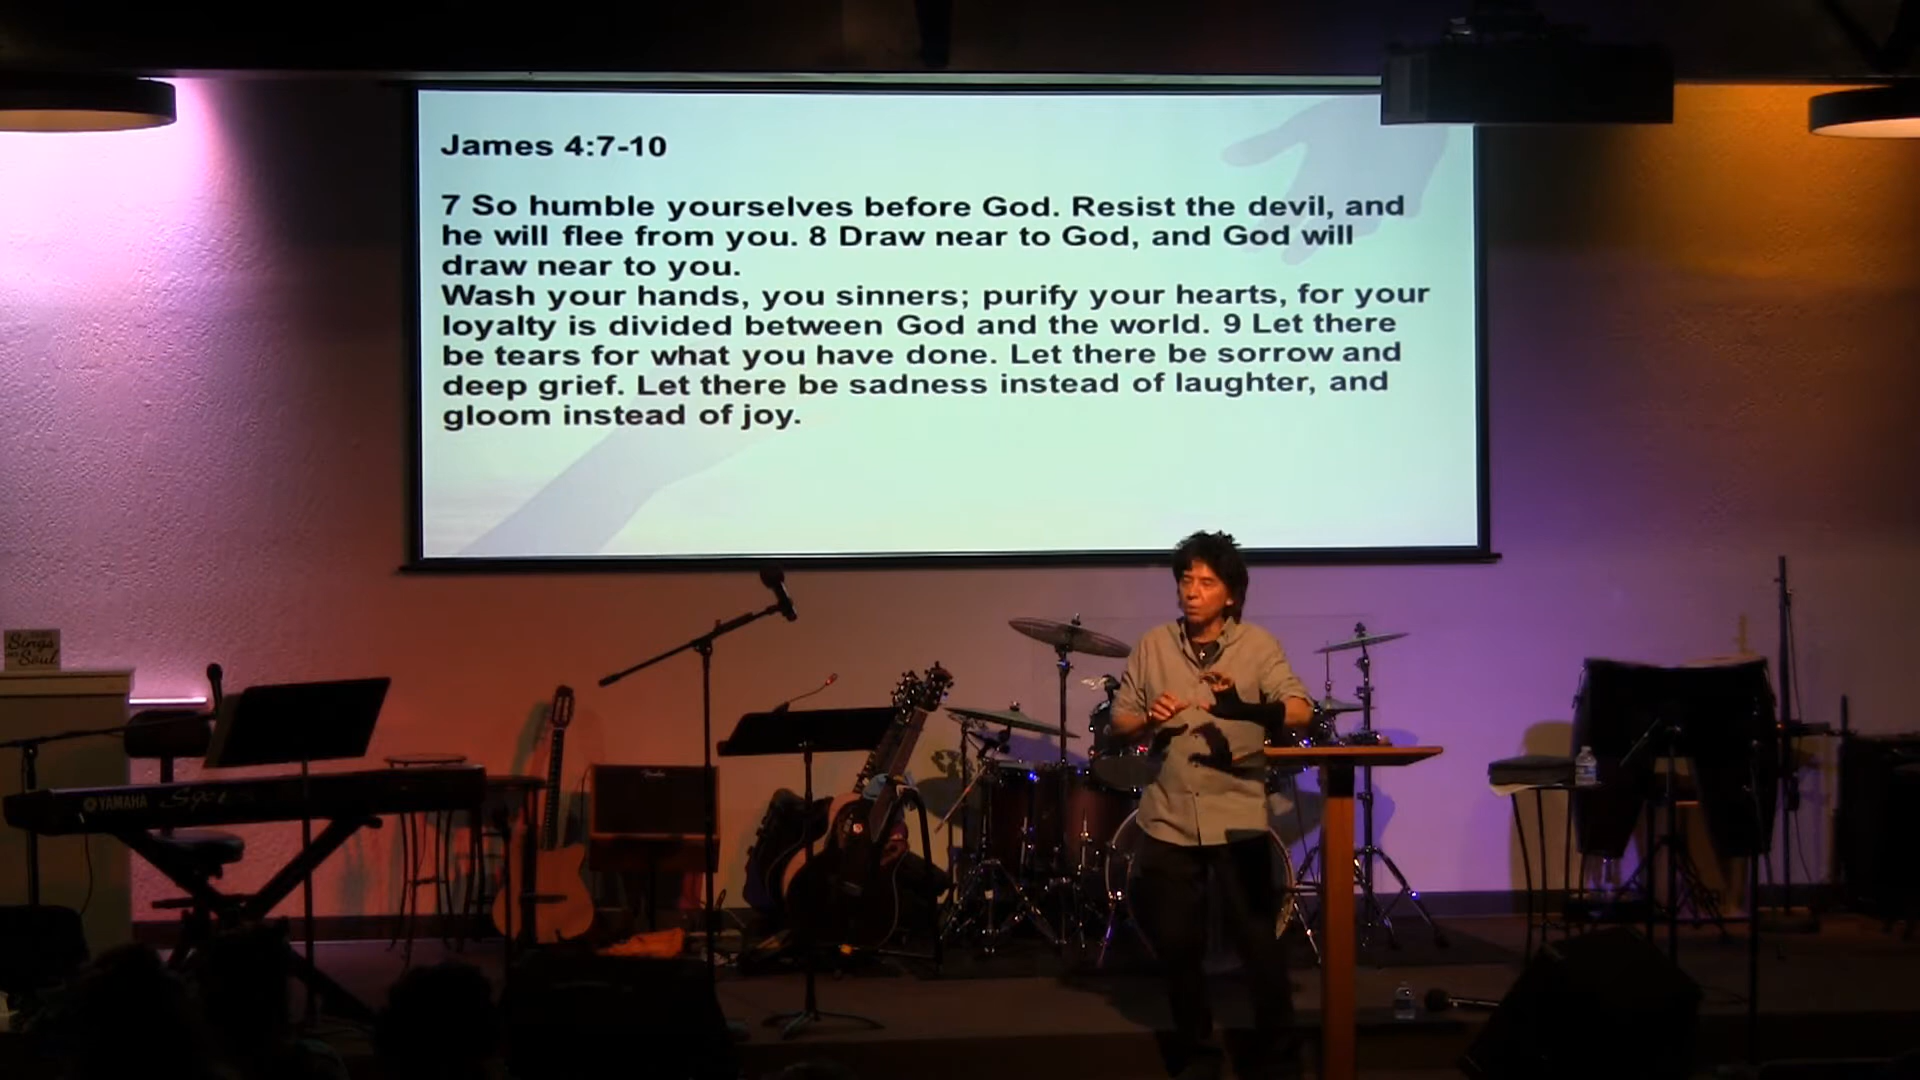 James 4:7-10
7 So humble yourselves before God. Resist the devil, and
he will flee from you. 8 Draw near to God, and God will
draw near to you.
Wash your hands, you sinners; purify your hearts, for your
loyalty is divided between God and the world. 9 Let there
be tears for what you have done. Let there be sorrow and
deep grief. Let there be sadness instead of laughter, and
gloom instead of joy.
Sings
Soul
YAMAHA